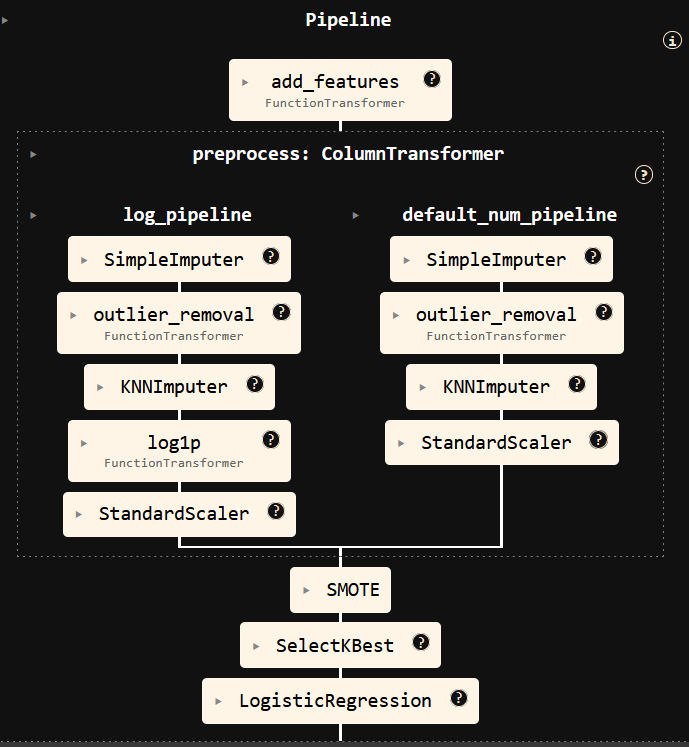 Pipeline
add_features
FunctionTransformer
preprocess: ColumnTransformer
log_pipeline
SimpleImputer
outlier_removal
FunctionTransformer
KNNImputer
log1p
FunctionTransformer
StandardScaler
default_num_pipeline
SimpleImputer
outlier_removal
FunctionTransformer
KNNImputer
StandardScaler
SMOTE
SelectKBest
LogisticRegression